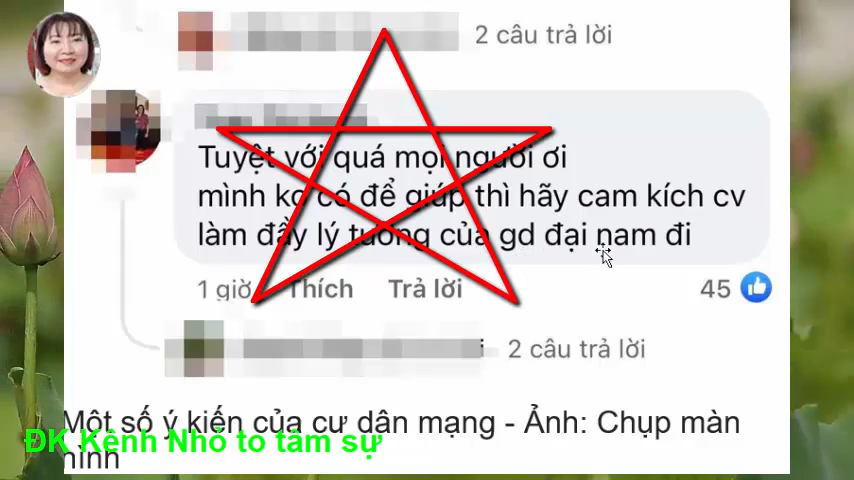 2 câu trả lời
Tuyệt với quá mọi người ơi
mình ko có để giúp thì hãy cam kích cv
làm đầy lý tuông của gd đại nam đi
1 giờ Thích Trả lời 45
2 câu trả lời
Một số ý kiến của cư dân mạng - Ảnh: Chụp màn
hình
ĐK Kênh Nhỏ to tâm sự